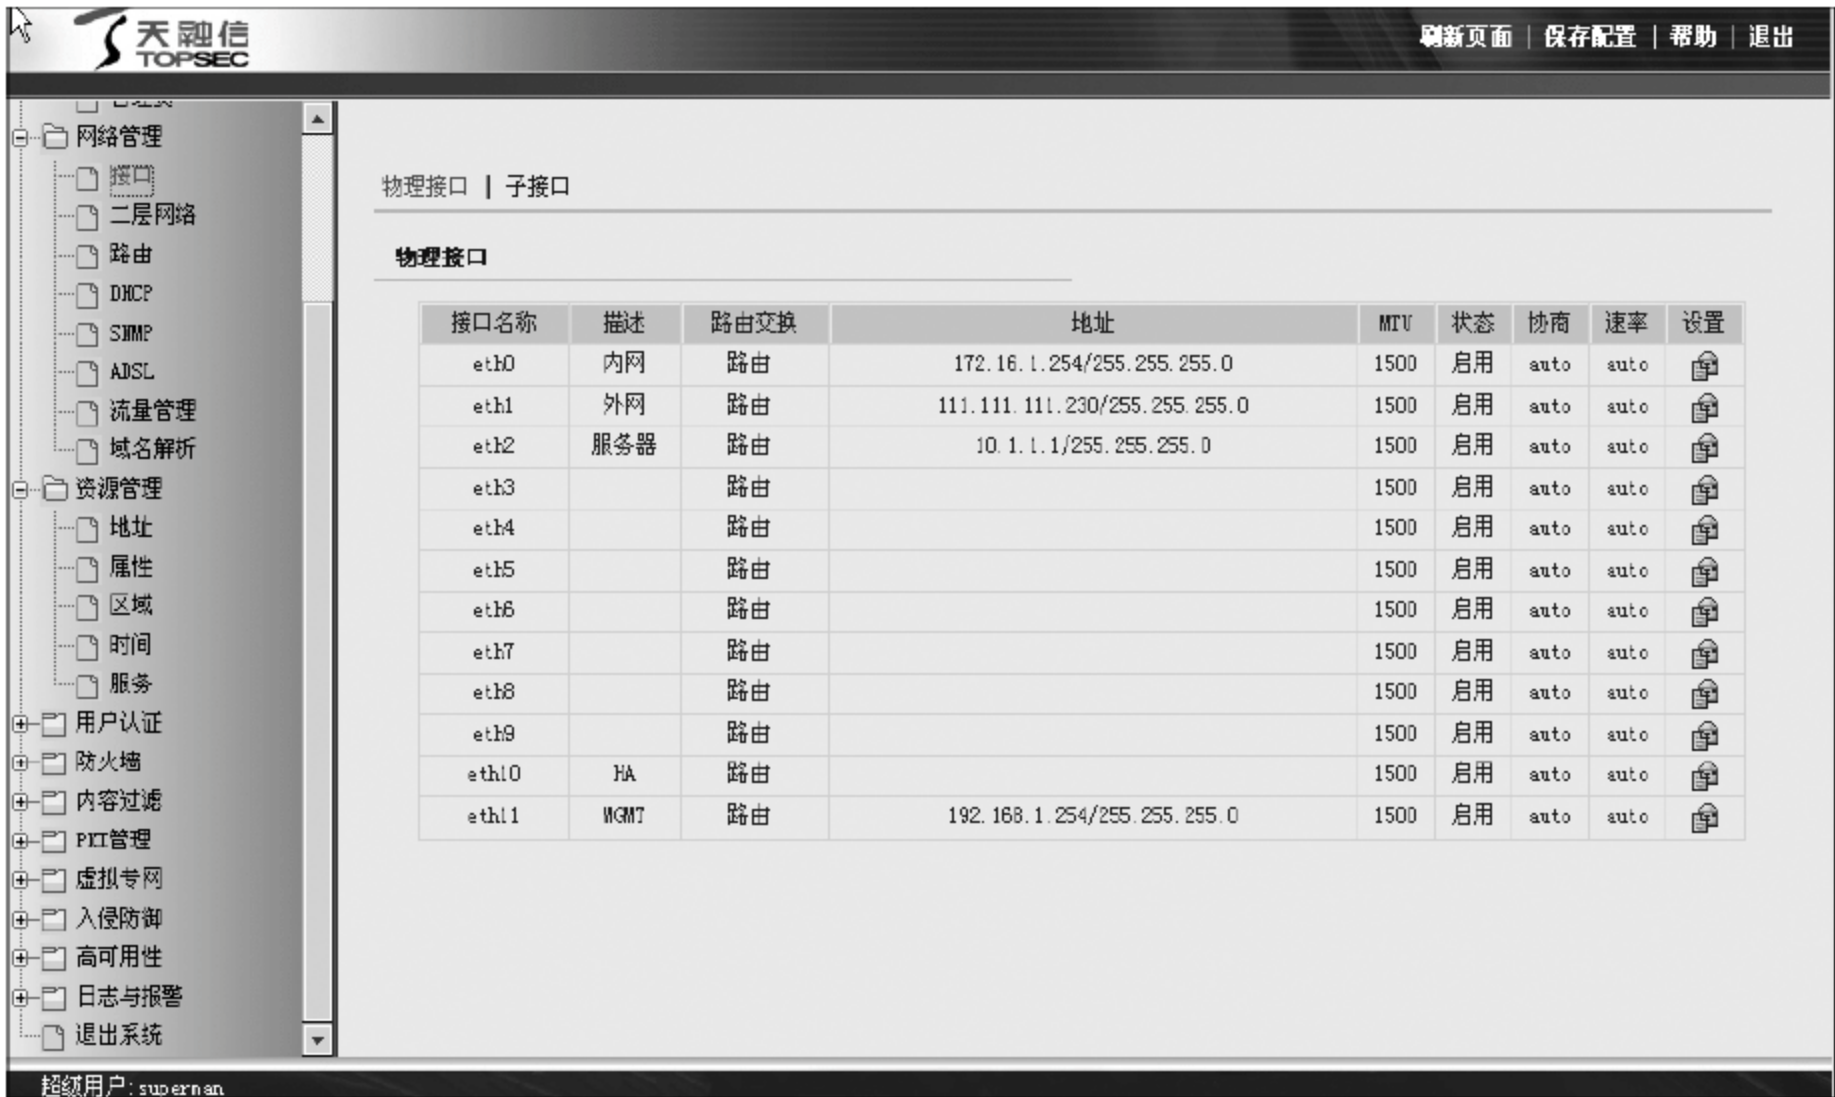 天融信
TOPSEC
刷新页面 | 保存配置 | 帮助 | 退出
网络管理
接口
二层网络
路由
DHCP
SNMP
ADSL
流量管理
域名解析
资源管理
地址
属性
区域
时间
服务
用户认证
防火墙
内容过滤
PKI管理
虚拟专网
入侵防御
高可用性
日志与报警
退出系统
物理接口 | 子接口
物理接口
接口名称 描述 路由交换 地址 MTU 状态 协商 速率 设置
eth0 内网 路由 172.16.1.254/255.255.255.0 1500 启用 auto auto
eth1 外网 路由 111.111.111.230/255.255.255.0 1500 启用 auto auto
eth2 服务器 路由 10.1.1.1/255.255.255.0 1500 启用 auto auto
eth3 路由 1500 启用 auto auto
eth4 路由 1500 启用 auto auto
eth5 路由 1500 启用 auto auto
eth6 路由 1500 启用 auto auto
eth7 路由 1500 启用 auto auto
eth8 路由 1500 启用 auto auto
eth9 路由 1500 启用 auto auto
eth10 HA 路由 1500 启用 auto auto
eth11 MGMT 路由 192.168.1.254/255.255.255.0 1500 启用 auto auto
超级用户:superman